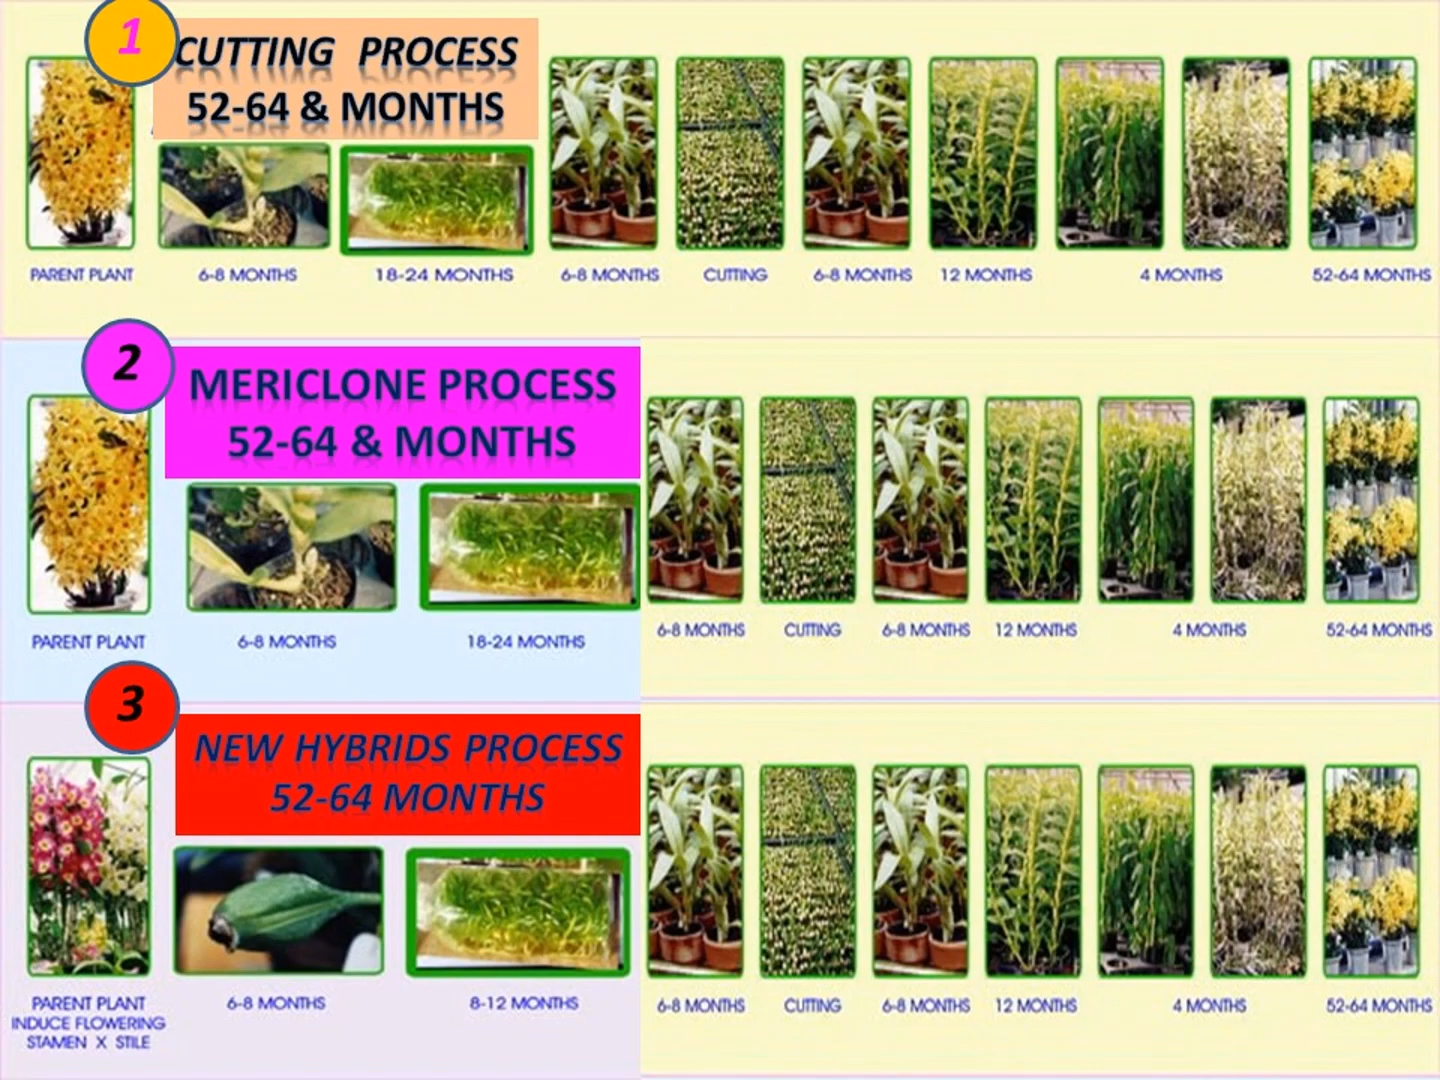 1
CUTTING PROCESS
52-64 & MONTHS
PARENT PLANT
6-8 MONTHS
18-24 MONTHS
6-8 MONTHS
CUTTING
6-8 MONTHS
12 MONTHS
4 MONTHS
52-64 MONTHS
2
MERICLONE PROCESS
52-64 & MONTHS
PARENT PLANT
6-8 MONTHS
18-24 MONTHS
6-8 MONTHS
CUTTING
6-8 MONTHS
12 MONTHS
4 MONTHS
52-64 MONTHS
3
NEW HYBRIDS PROCESS
52-64 MONTHS
PARENT PLANT
INDUCE FLOWERING
STAMEN X STILE
6-8 MONTHS
8-12 MONTHS
6-8 MONTHS
CUTTING
6-8 MONTHS
12 MONTHS
4 MONTHS
52-64 MONTHS